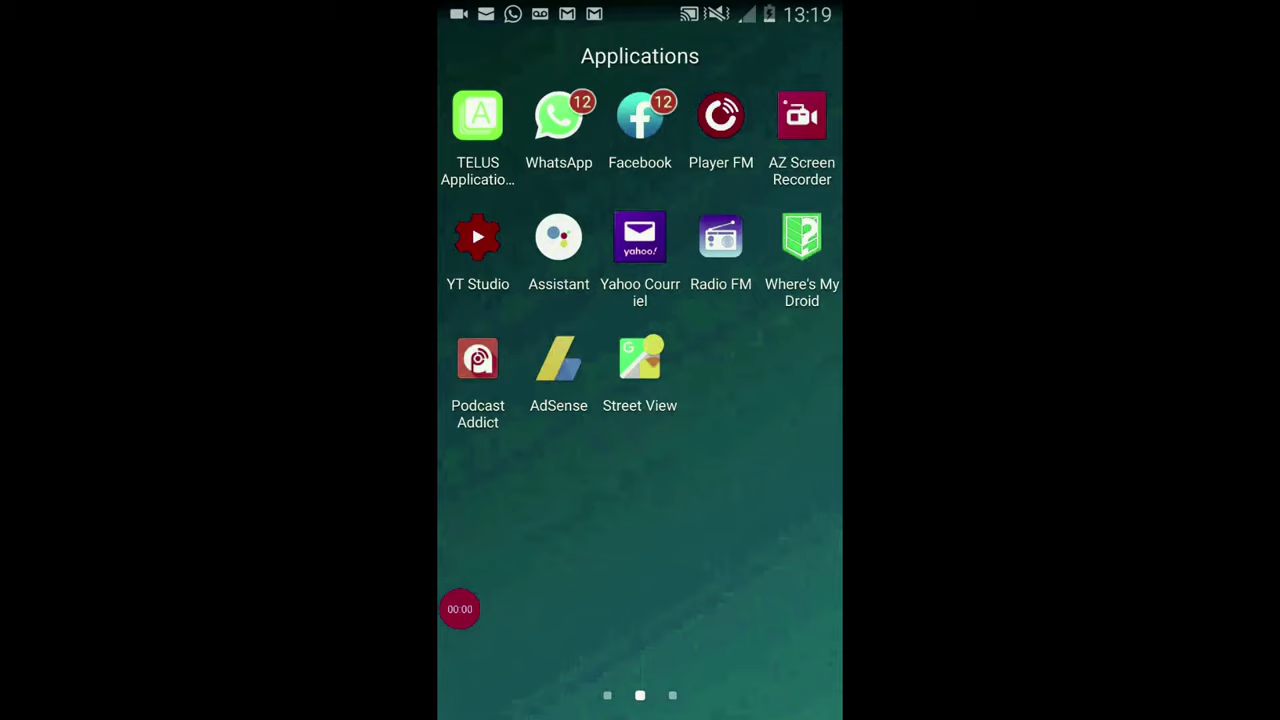 13:19
Applications
A
12
12
TELUS
Applicatio...
WhatsApp
Facebook
Player FM
AZ Screen
Recorder
yahoo!
YT Studio
Assistant
Yahoo Courr
iel
Radio FM
Where's My
Droid
G
Podcast
Addict
AdSense
Street View
00:00